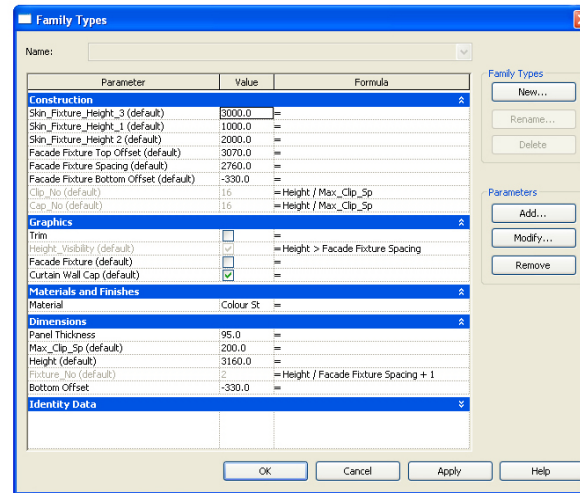 Family Types
Name:
Parameter Value Formula
Construction
Skin_Fixture_Height_3 (default) 3000.0 =
Skin_Fixture_Height_1 (default) 1000.0 =
Skin_Fixture_Height 2 (default) 2000.0 =
Facade Fixture Top Offset (default) 3070.0 =
Facade Fixture Spacing (default) 2760.0 =
Facade Fixture Bottom Offset (default) -330.0 =
Clip_No (default) 16 = Height / Max_Clip_Sp
Cap_No (default) 16 = Height / Max_Clip_Sp
Graphics
Trim =
Height_Visibility (default) = Height > Facade Fixture Spacing
Facade Fixture (default) =
Curtain Wall Cap (default) =
Materials and Finishes
Material Colour St =
Dimensions
Panel Thickness 95.0 =
Max_Clip_Sp (default) 200.0 =
Height (default) 3160.0 =
Fixture_No (default) 2 = Height / Facade Fixture Spacing + 1
Bottom Offset -330.0 =
Identity Data
Family Types
New...
Rename...
Delete
Parameters
Add...
Modify...
Remove
OK Cancel Apply Help